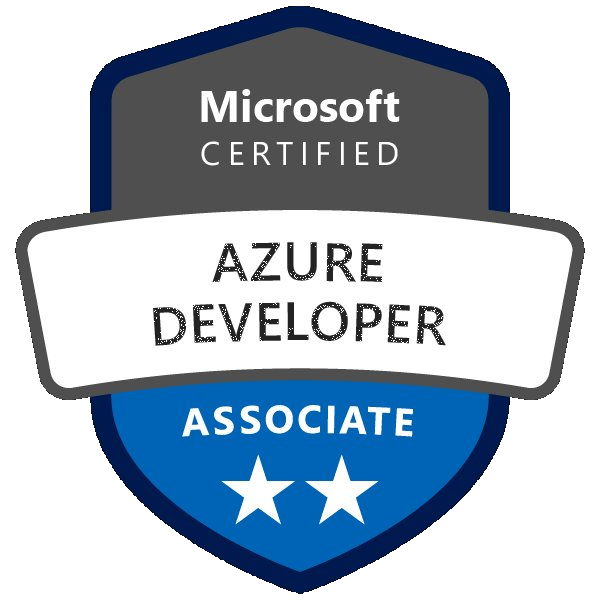 Microsoft
CERTIFIED
AZURE
DEVELOPER
ASSOCIATE